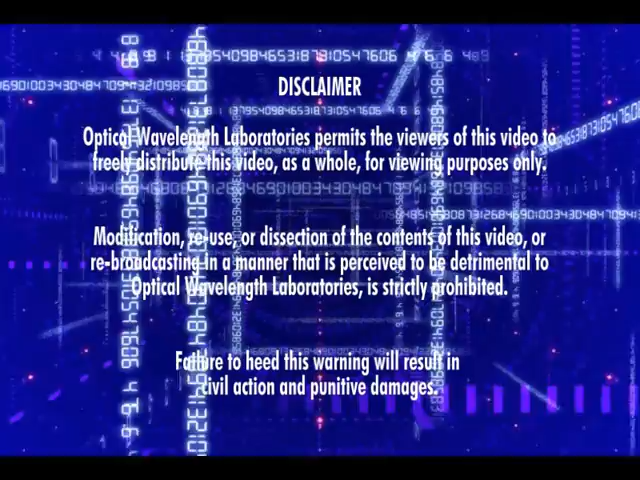 DISCLAIMER
Optical Wavelength Laboratories permits the viewers of this video to
freely distribute this video, as a whole, for viewing purposes only.
Modification, re-use, or dissection of the contents of this video, or
re-broadcasting in a manner that is perceived to be detrimental to
Optical Wavelength Laboratories, is strictly prohibited.
Failure to heed this warning will result in
civil action and punitive damages.